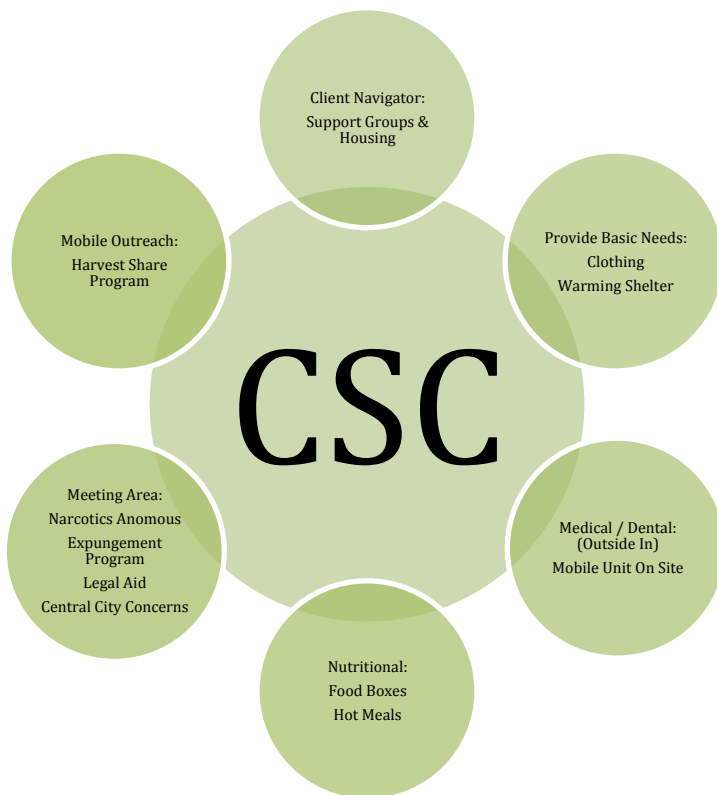 Client Navigator:
Support Groups &
Housing
Provide Basic Needs:
Clothing
Warming Shelter
Medical / Dental:
(Outside In)
Mobile Unit On Site
Nutritional:
Food Boxes
Hot Meals
Meeting Area:
Narcotics Anomous
Expungement
Program
Legal Aid
Central City Concerns
Mobile Outreach:
Harvest Share
Program
CSC